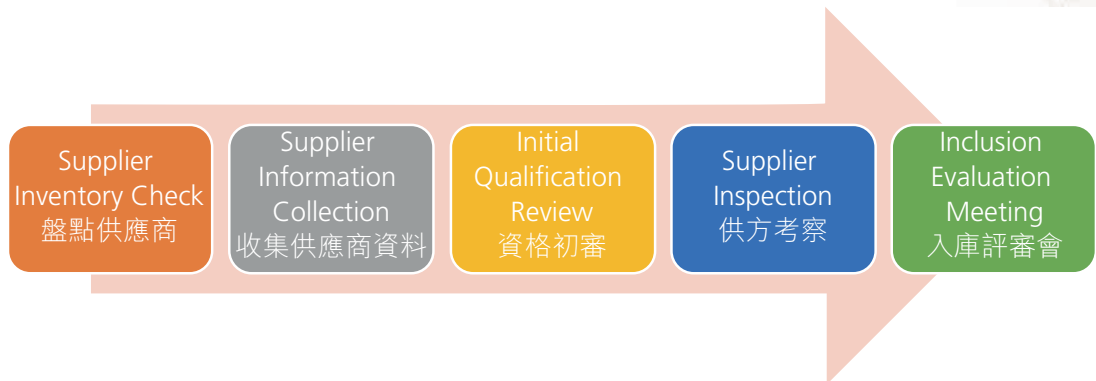 Supplier
Inventory Check
盤點供應商
Supplier
Information
Collection
收集供應商資料
Initial
Qualification
Review
資格初審
Supplier
Inspection
供方考察
Inclusion
Evaluation
Meeting
入庫評審會